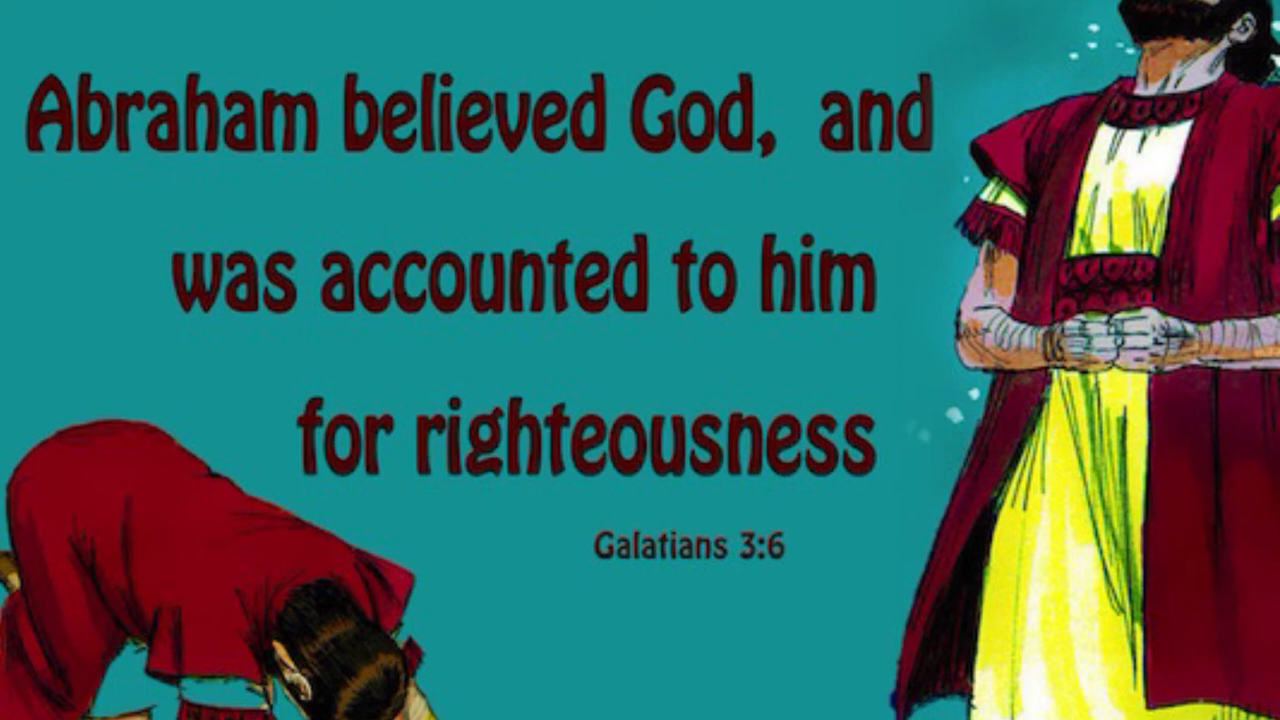 Abraham believed God, and
was accounted to him
for righteousness
Galatians 3:6